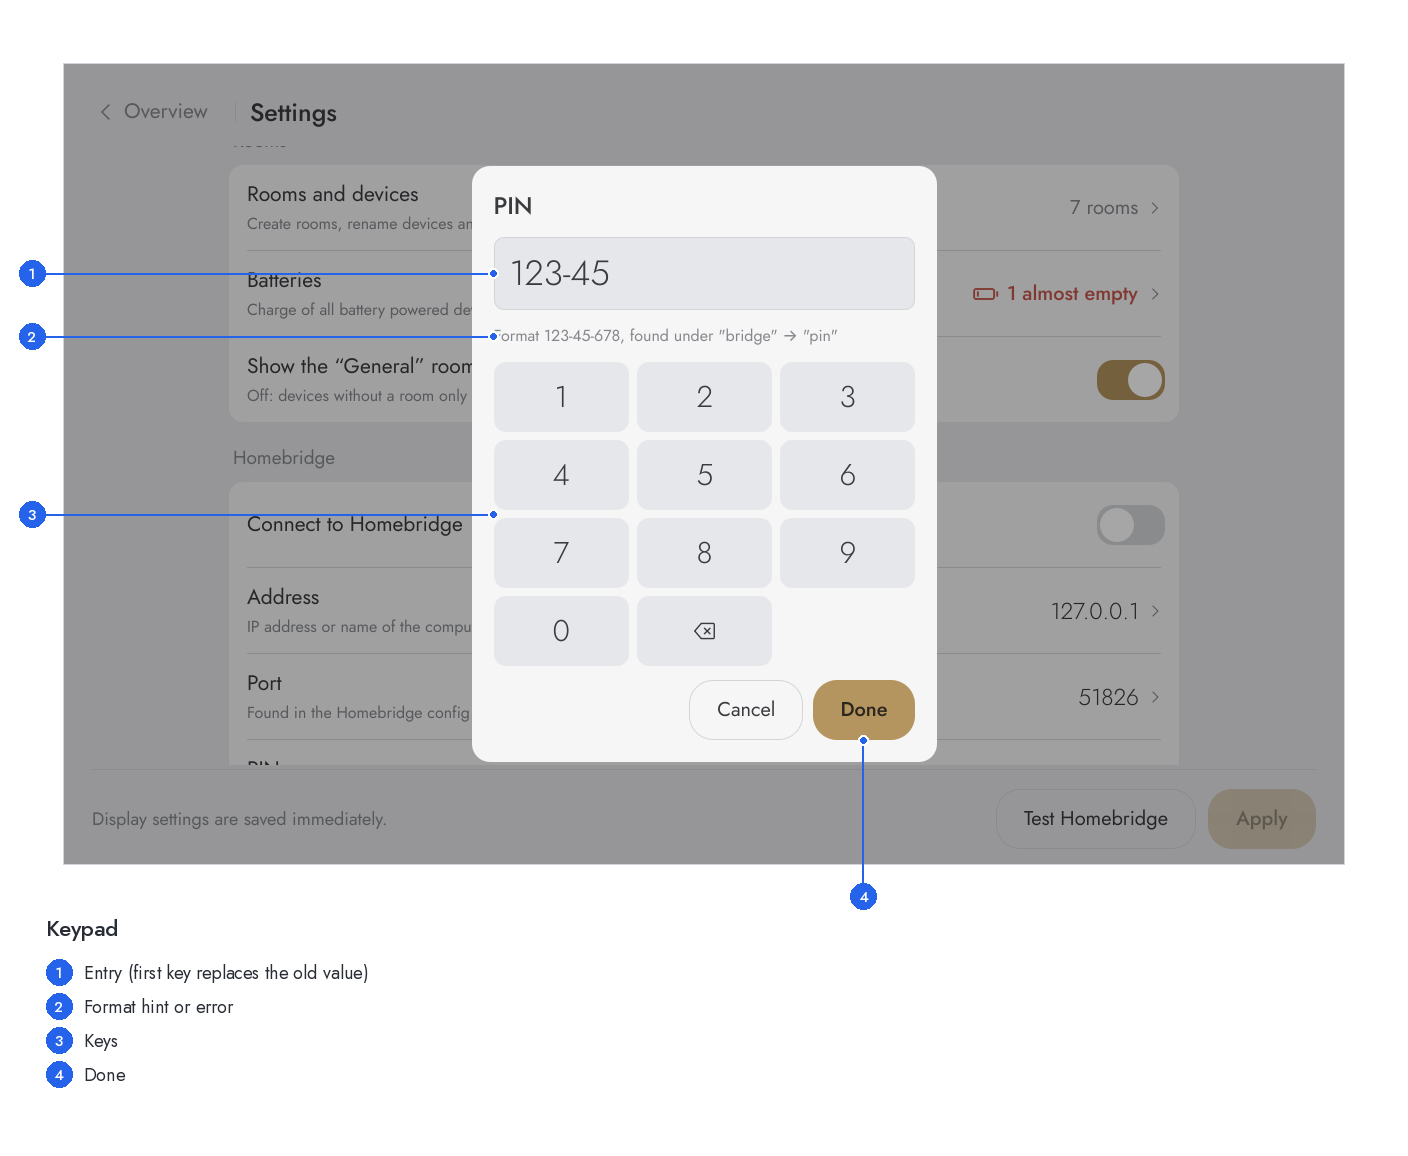 Overview
Settings
Rooms and devices
Create rooms, rename devices
7 rooms
Batteries
Charge of all battery powered
1 almost empty
Show the “General” room
Off: devices without a room only
Homebridge
Connect to Homebridge
Address
IP address or name of the
127.0.0.1
Port
Found in the Homebridge config
51826
PIN
PIN
123-45
Format 123-45-678, found under "bridge" → "pin"
1
2
3
4
5
6
7
8
9
0
Cancel
Done
Display settings are saved immediately.
Test Homebridge
Apply
1
2
3
4
Keypad
1 Entry (first key replaces the old value)
2 Format hint or error
3 Keys
4 Done